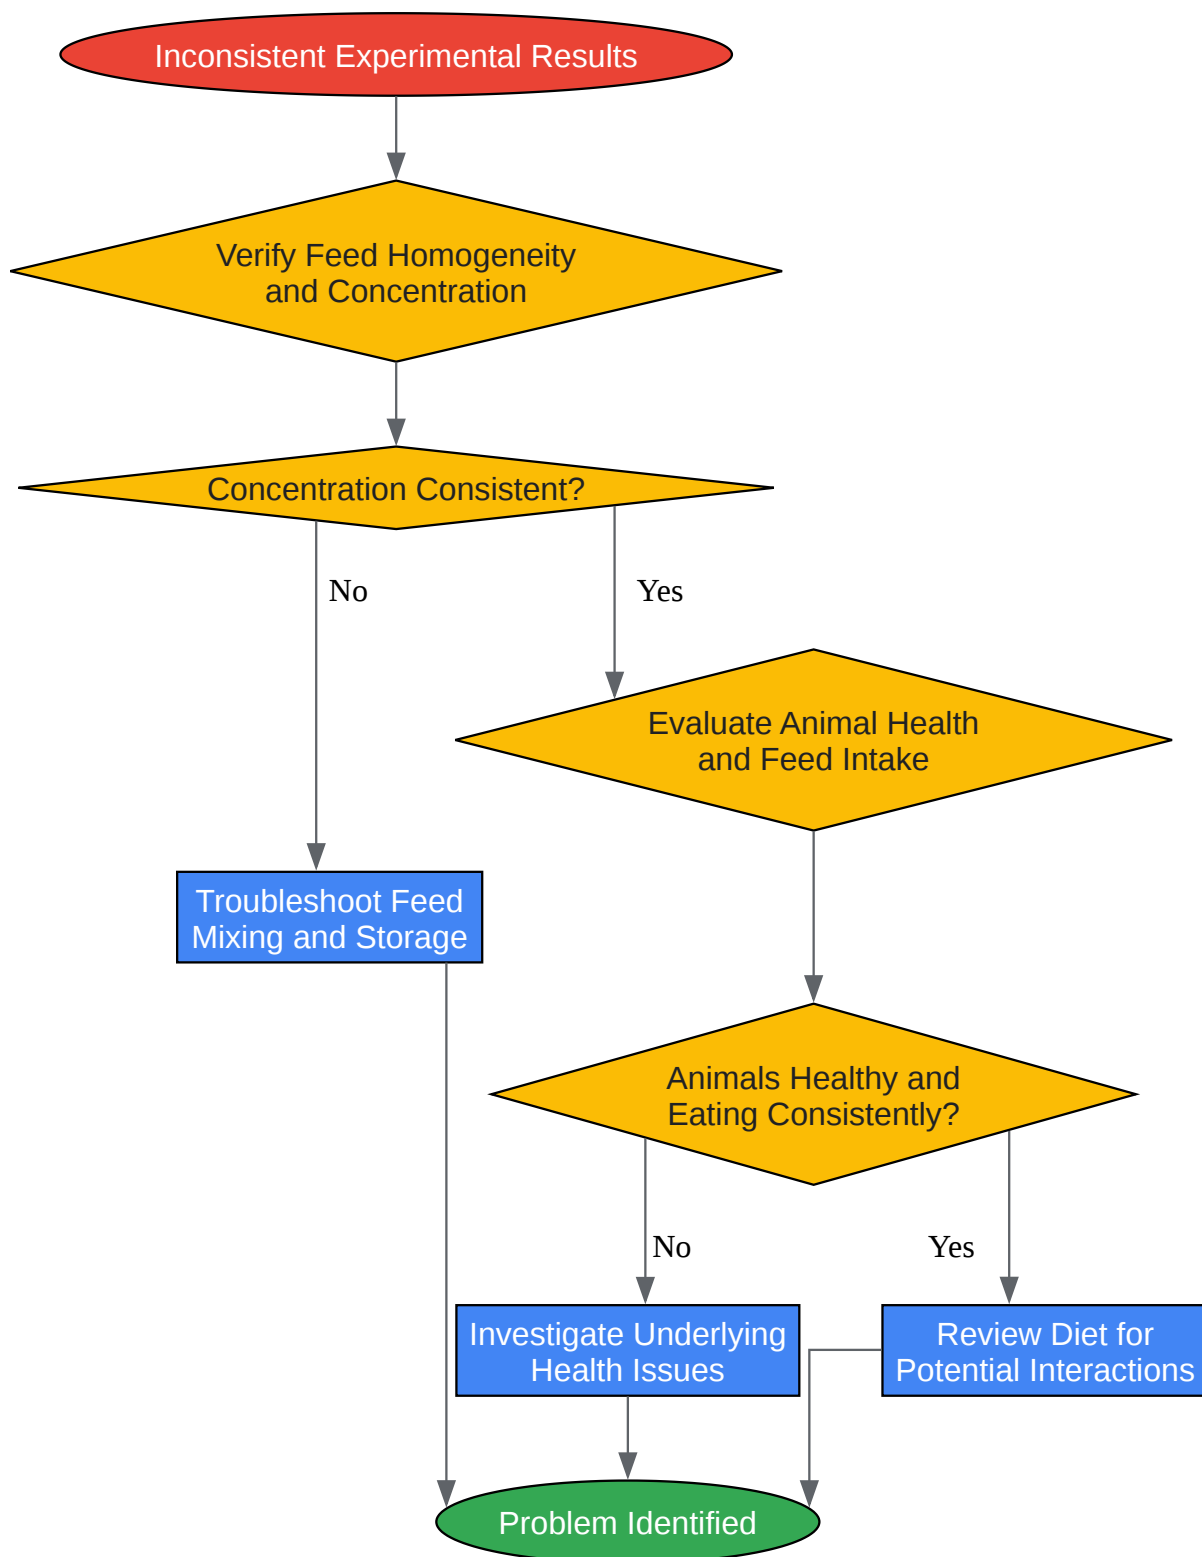 Inconsistent Experimental Results
Verify Feed Homogeneity
and Concentration
Concentration Consistent?
No
Yes
Evaluate Animal Health
and Feed Intake
Troubleshoot Feed
Mixing and Storage
Animals Healthy and
Eating Consistently?
No
Yes
Investigate Underlying
Health Issues
Review Diet for
Potential Interactions
Problem Identified